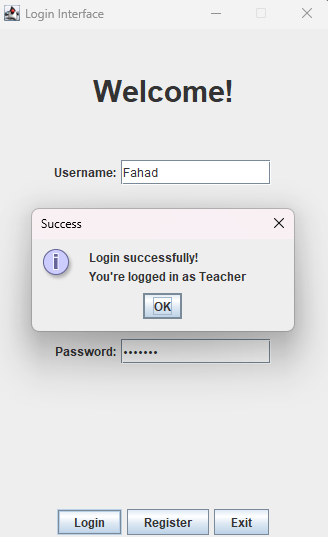 Login Interface
Welcome!
Username: Fahad
Success
Login successfully!
You're logged in as Teacher
OK
Password: •••••••
Login Register Exit